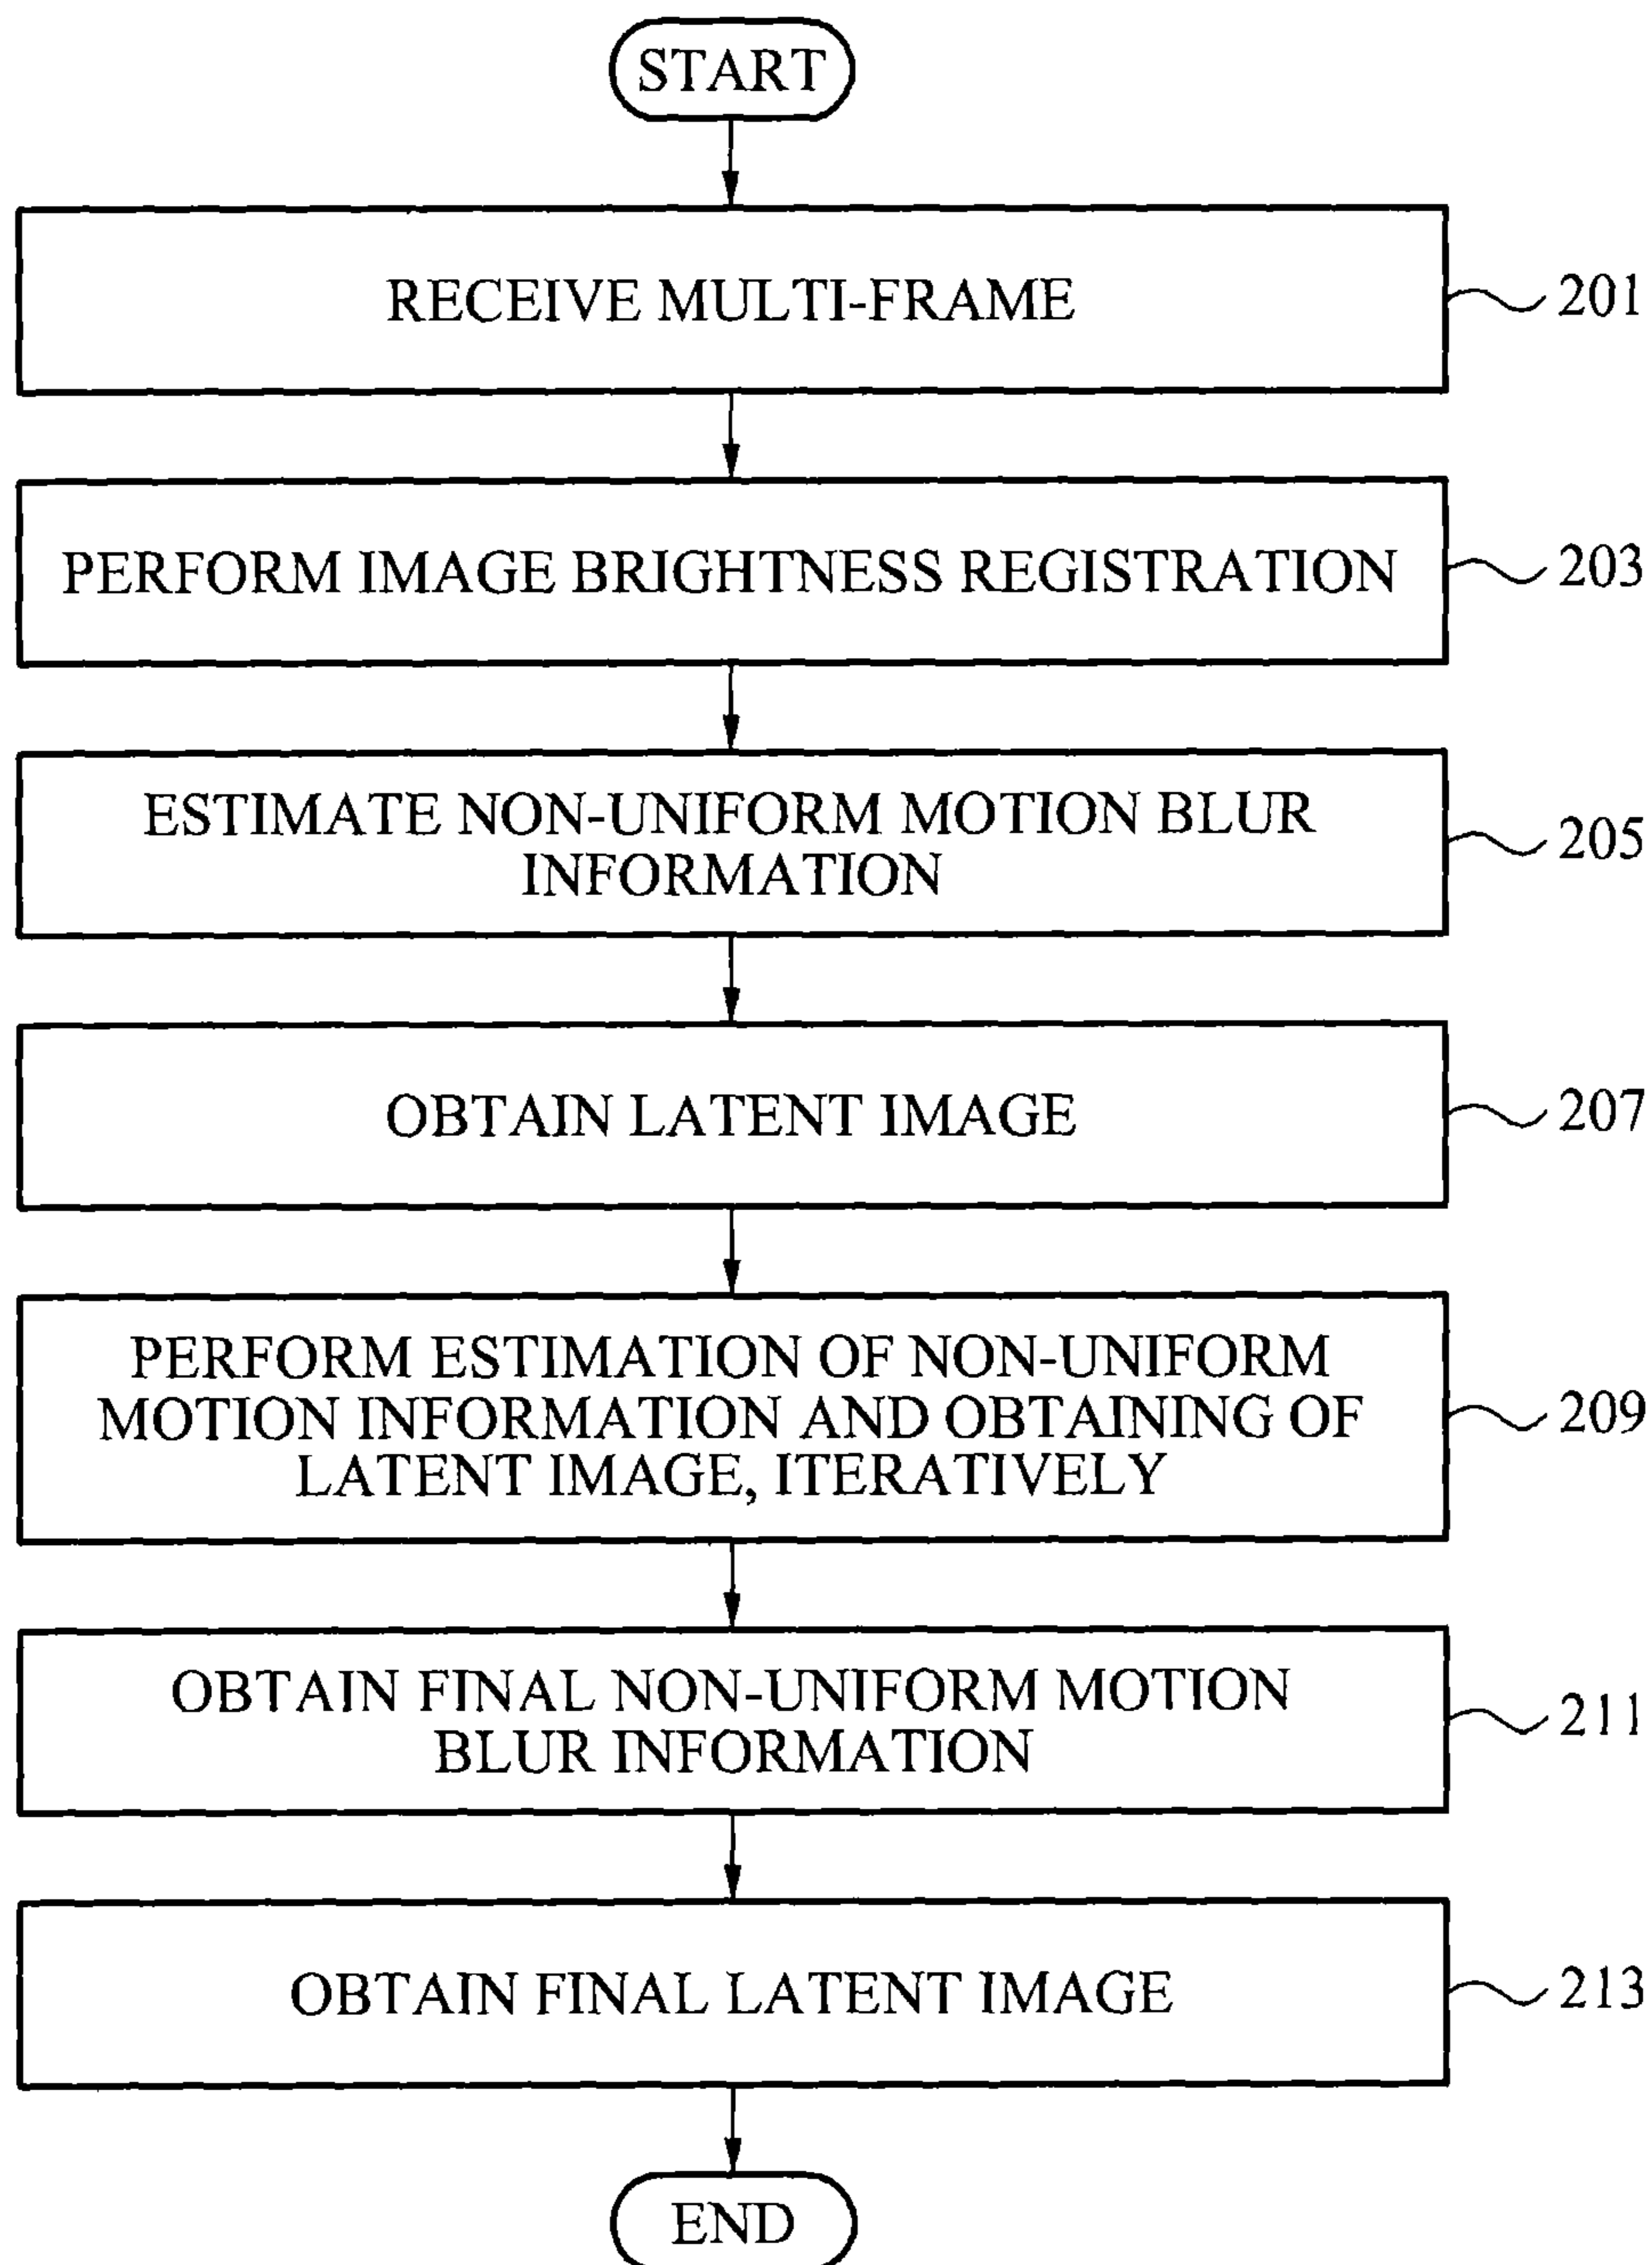 START
RECEIVE MULTI-FRAME
201
PERFORM IMAGE BRIGHTNESS REGISTRATION
203
ESTIMATE NON-UNIFORM MOTION BLUR
INFORMATION
205
OBTAIN LATENT IMAGE
207
PERFORM ESTIMATION OF NON-UNIFORM
MOTION INFORMATION AND OBTAINING OF
LATENT IMAGE, ITERATIVELY
209
OBTAIN FINAL NON-UNIFORM MOTION
BLUR INFORMATION
211
OBTAIN FINAL LATENT IMAGE
213
END